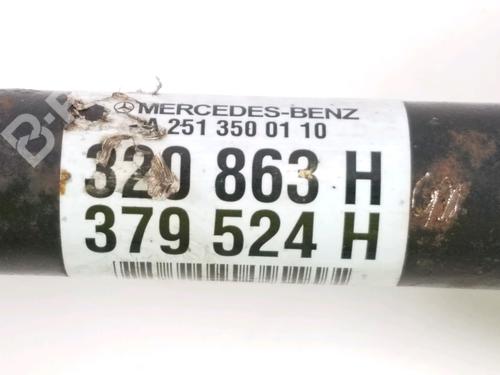 MERCEDES-BENZ
A 251 350 01 10
320 863 H
379 524 H